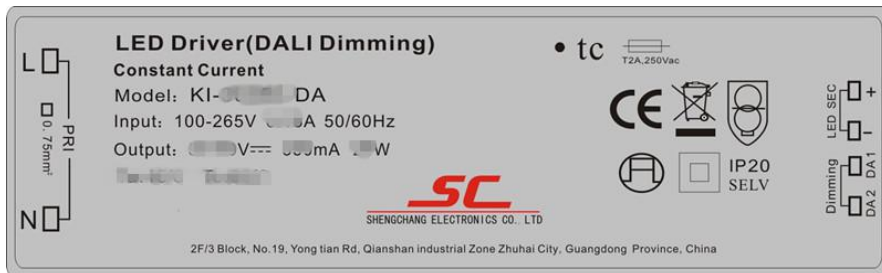 LED Driver(DALI Dimming)
Constant Current
Model: KI- DA
Input: 100-265V A 50/60Hz
Output: V mA W
L
N
PRI
0.75mm²
• tc
T2A,250Vac
CE
IP20
SELV
LED SEC
+
-
Dimming
DA1
DA2
SC
SHENGCHANG ELECTRONICS CO. LTD
2F/3 Block, No.19, Yong tian Rd, Qianshan industrial Zone Zhuhai City, Guangdong Province, China